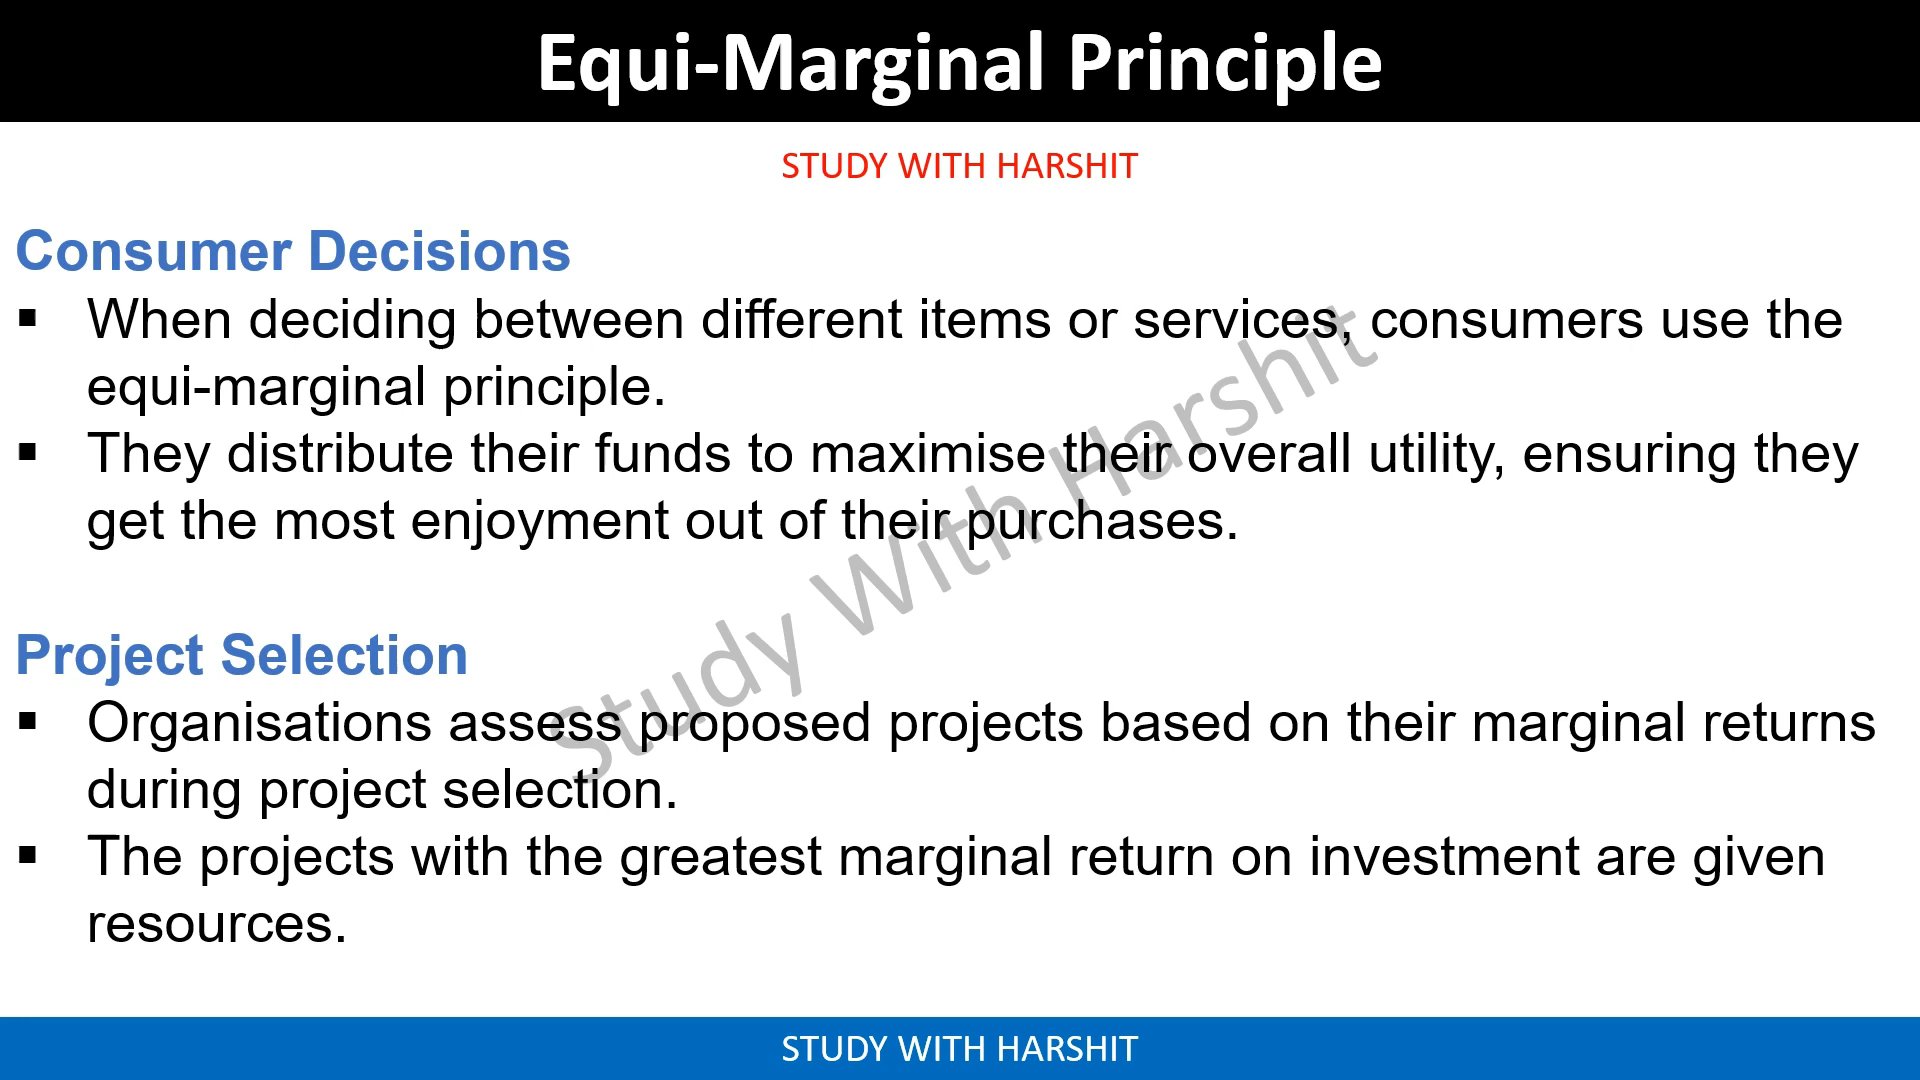 Equi-Marginal Principle
STUDY WITH HARSHIT
Consumer Decisions
▪ When deciding between different items or services, consumers use the
equi-marginal principle.
▪ They distribute their funds to maximise their overall utility, ensuring they
get the most enjoyment out of their purchases.
Study With Harshit
Project Selection
▪ Organisations assess proposed projects based on their marginal returns
during project selection.
▪ The projects with the greatest marginal return on investment are given
resources.
STUDY WITH HARSHIT